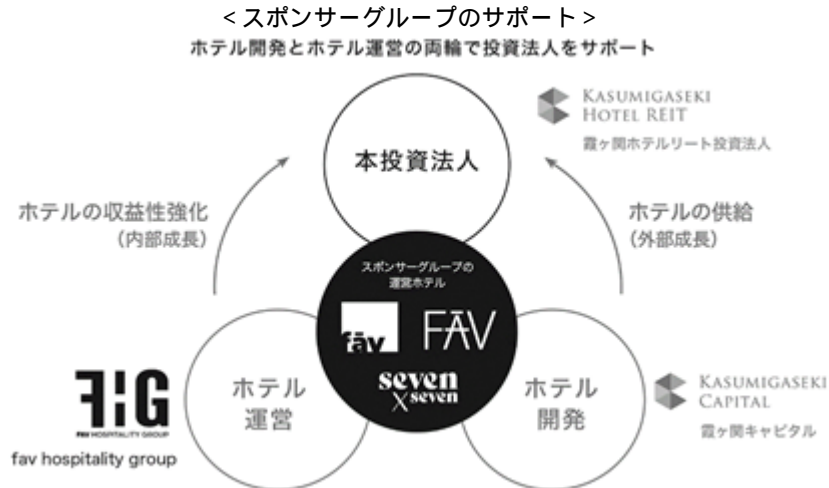 <スポンサーグループのサポート>
ホテル開発とホテル運営の両輪で投資法人をサポート
KASUMIGASEKI
HOTEL REIT
霞ヶ関ホテルリート投資法人
本投資法人
ホテルの収益性強化
（内部成長）
ホテルの供給
（外部成長）
スポンサーグループの
運営ホテル
fav
FAV
seven
x seven
ホテル
運営
ホテル
開発
FHG
FAV HOSPITALITY GROUP
fav hospitality group
KASUMIGASEKI
CAPITAL
霞ヶ関キャピタル